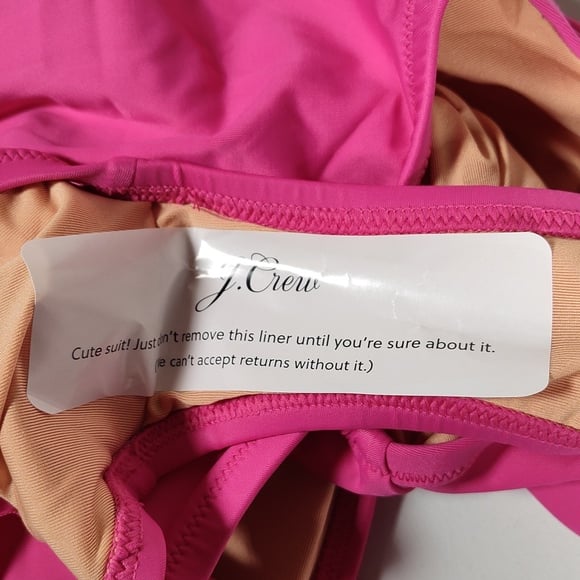 J.Crew
Cute suit! Just don't remove this liner until you're sure about it.
(We can't accept returns without it.)